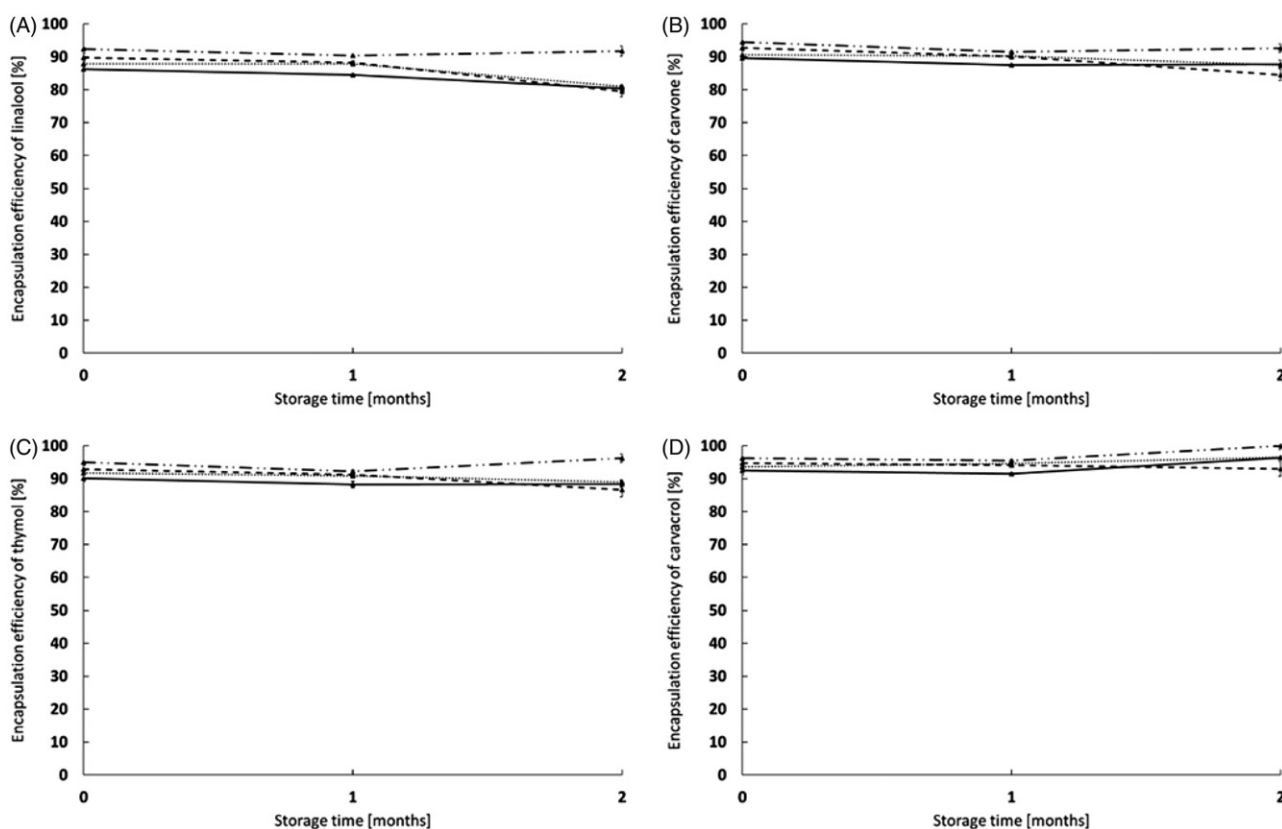 (A)
Encapsulation efficiency of linalool [%]
100
90
80
70
60
50
40
30
20
10
0
0 1 2
Storage time [months]
(B)
Encapsulation efficiency of carvone [%]
100
90
80
70
60
50
40
30
20
10
0
0 1 2
Storage time [months]
(C)
Encapsulation efficiency of thymol [%]
100
90
80
70
60
50
40
30
20
10
0
0 1 2
Storage time [months]
(D)
Encapsulation efficiency of carvacrol [%]
100
90
80
70
60
50
40
30
20
10
0
0 1 2
Storage time [months]